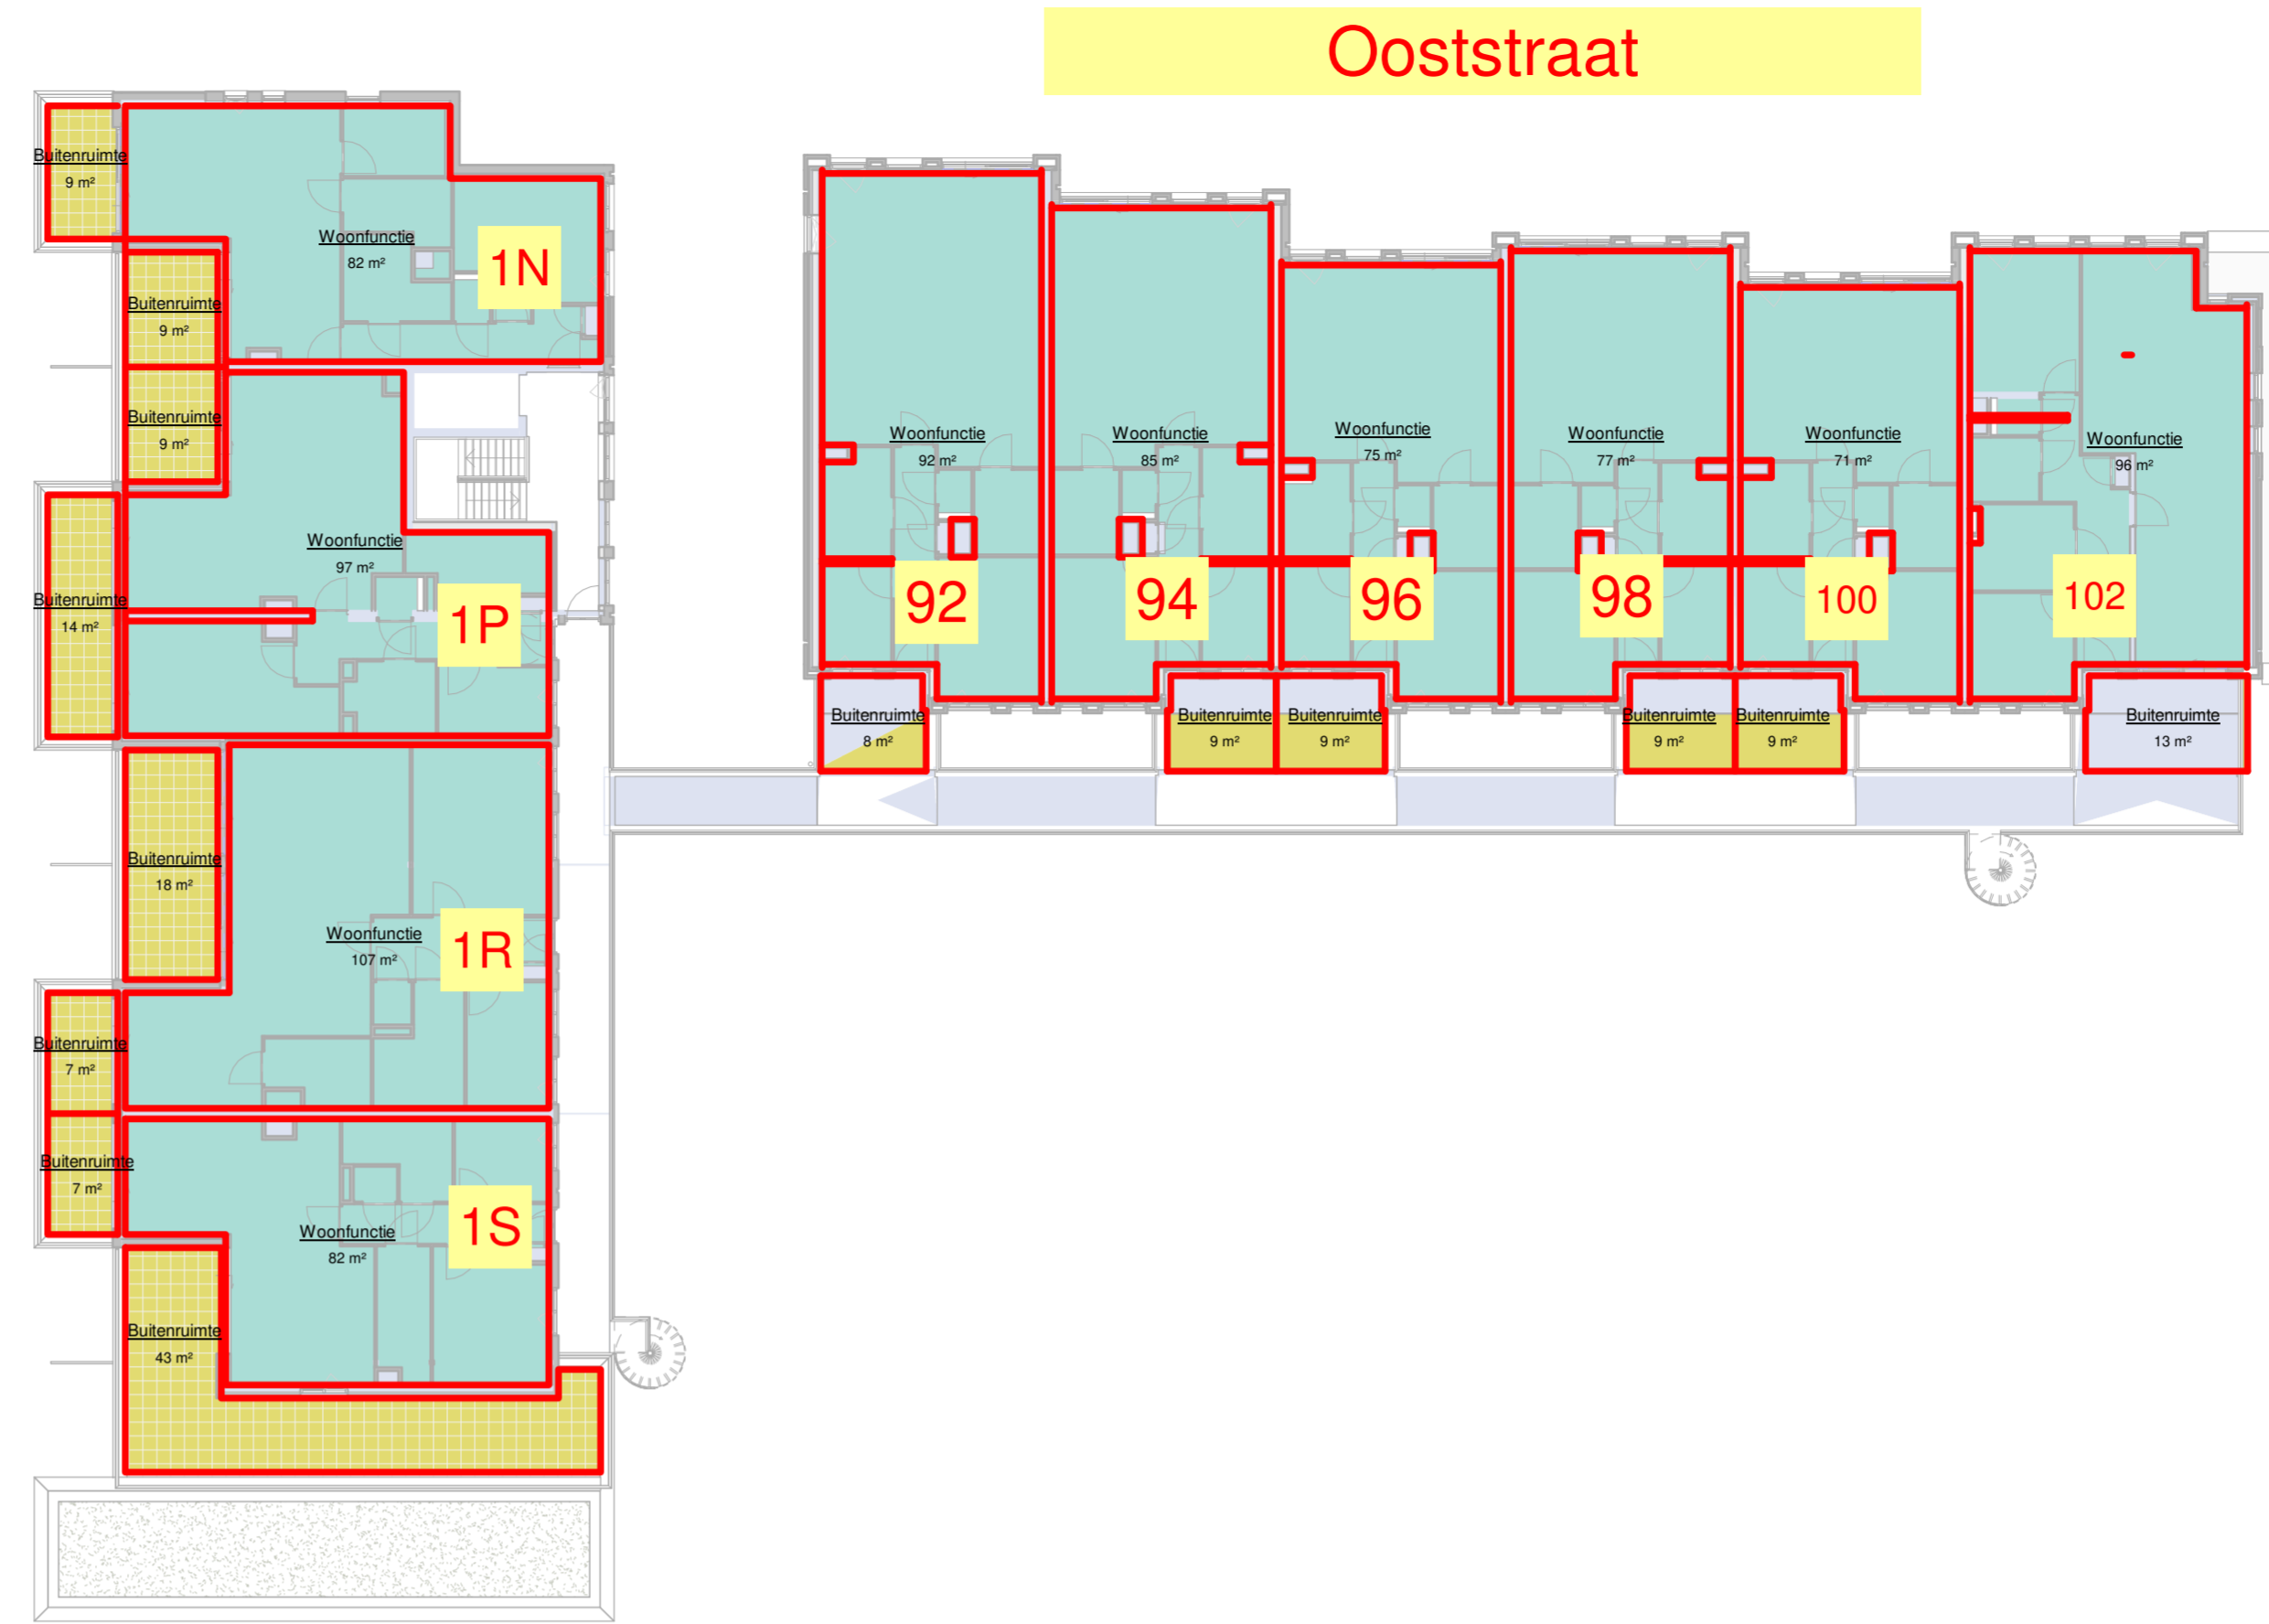 Ooststraat
Buitenruimte
9 m²
Woonfunctie
82 m²
1N
Buitenruimte
9 m²
Buitenruimte
9 m²
Woonfunctie
97 m²
1P
Buitenruimte
14 m²
Buitenruimte
18 m²
Woonfunctie
107 m²
1R
Buitenruimte
7 m²
Buitenruimte
7 m²
Woonfunctie
82 m²
1S
Buitenruimte
43 m²
Woonfunctie
92 m²
92
Buitenruimte
8 m²
Woonfunctie
85 m²
94
Buitenruimte
9 m²
Woonfunctie
75 m²
96
Buitenruimte
9 m²
Woonfunctie
77 m²
98
Buitenruimte
9 m²
Woonfunctie
71 m²
100
Buitenruimte
9 m²
Woonfunctie
96 m²
102
Buitenruimte
13 m²